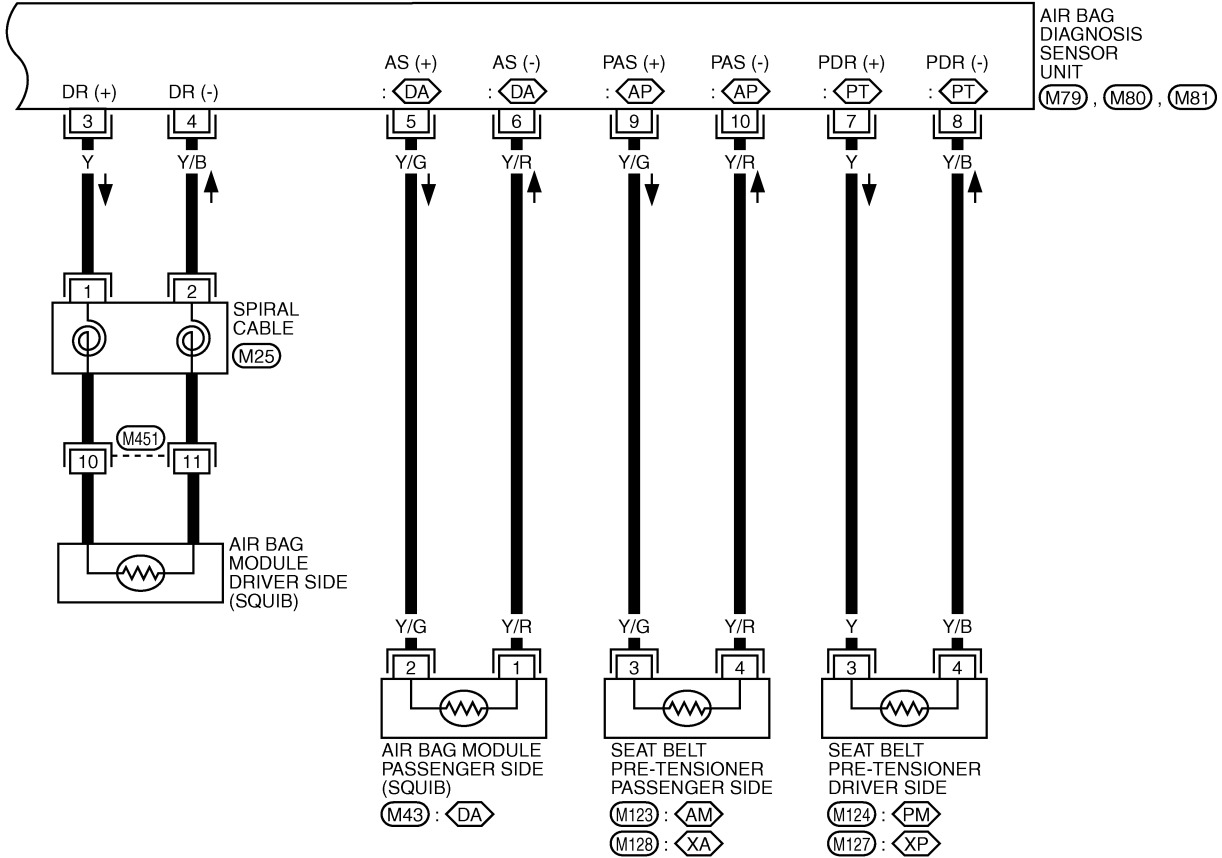 AIR BAG
DIAGNOSIS
SENSOR
UNIT
M79 , M80 , M81
DR (+) DR (-) AS (+) AS (-) PAS (+) PAS (-) PDR (+) PDR (-)
: DA : DA : AP : AP : PT : PT
3 4 5 6 9 10 7 8
Y Y/B Y/G Y/R Y/G Y/R Y Y/B
1 2
SPIRAL
CABLE
M25
M451
10 11
AIR BAG
MODULE
DRIVER SIDE
(SQUIB)
Y/G Y/R Y/G Y/R Y Y/B
2 1 3 4 3 4
AIR BAG MODULE
PASSENGER SIDE
(SQUIB)
M43 : DA
SEAT BELT
PRE-TENSIONER
PASSENGER SIDE
M123 : AM
M128 : XA
SEAT BELT
PRE-TENSIONER
DRIVER SIDE
M124 : PM
M127 : XP